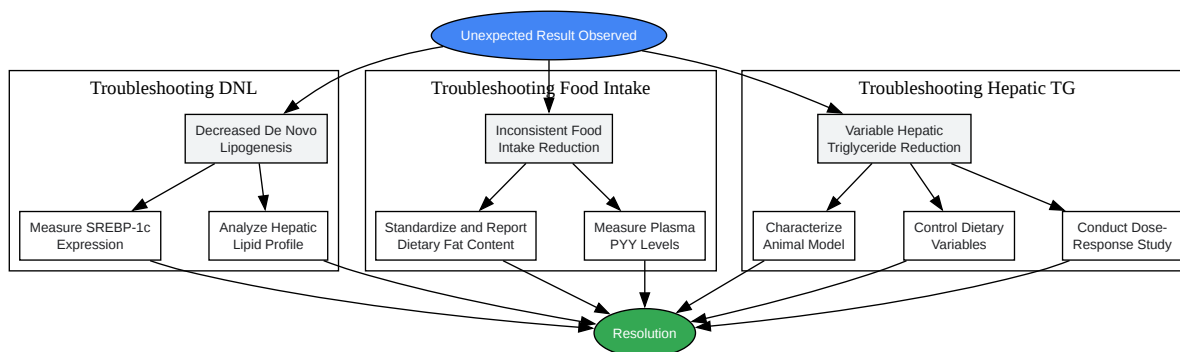 Unexpected Result Observed
Troubleshooting DNL
Troubleshooting Food Intake
Troubleshooting Hepatic TG
Decreased De Novo
Lipogenesis
Inconsistent Food
Intake Reduction
Variable Hepatic
Triglyceride Reduction
Measure SREBP-1c
Expression
Analyze Hepatic
Lipid Profile
Standardize and Report
Dietary Fat Content
Measure Plasma
PYY Levels
Characterize
Animal Model
Control Dietary
Variables
Conduct Dose-
Response Study
Resolution